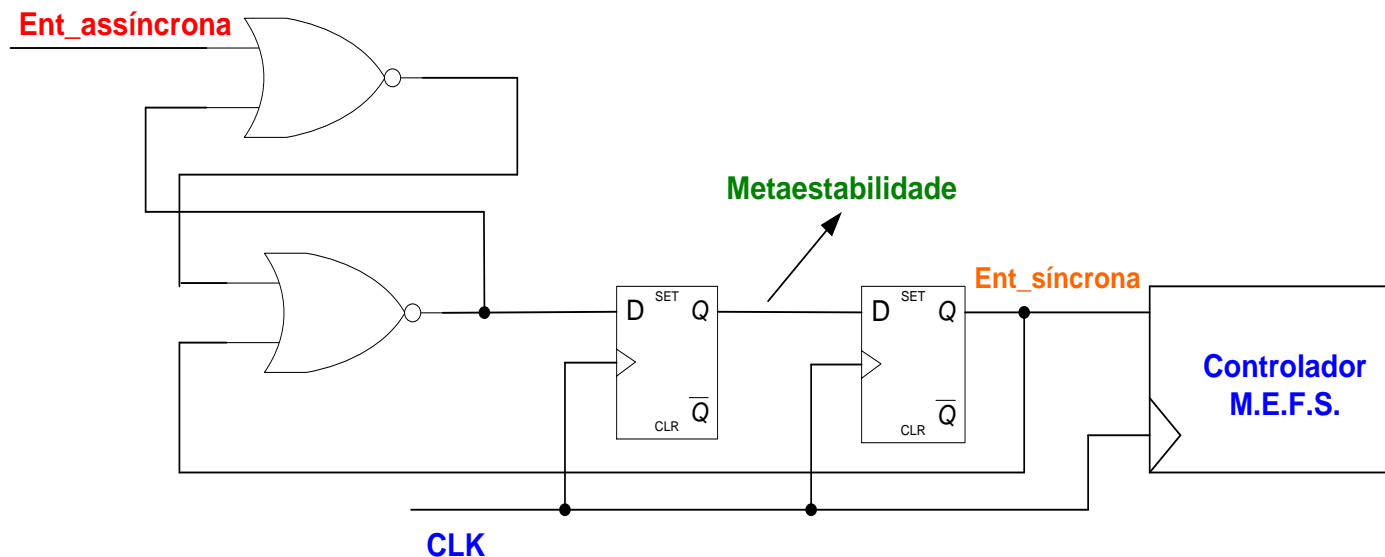 Ent_assíncrona
Metaestabilidade
Ent_síncrona
SET
D Q
Q
CLR
SET
D Q
Q
CLR
Controlador
M.E.F.S.
CLK